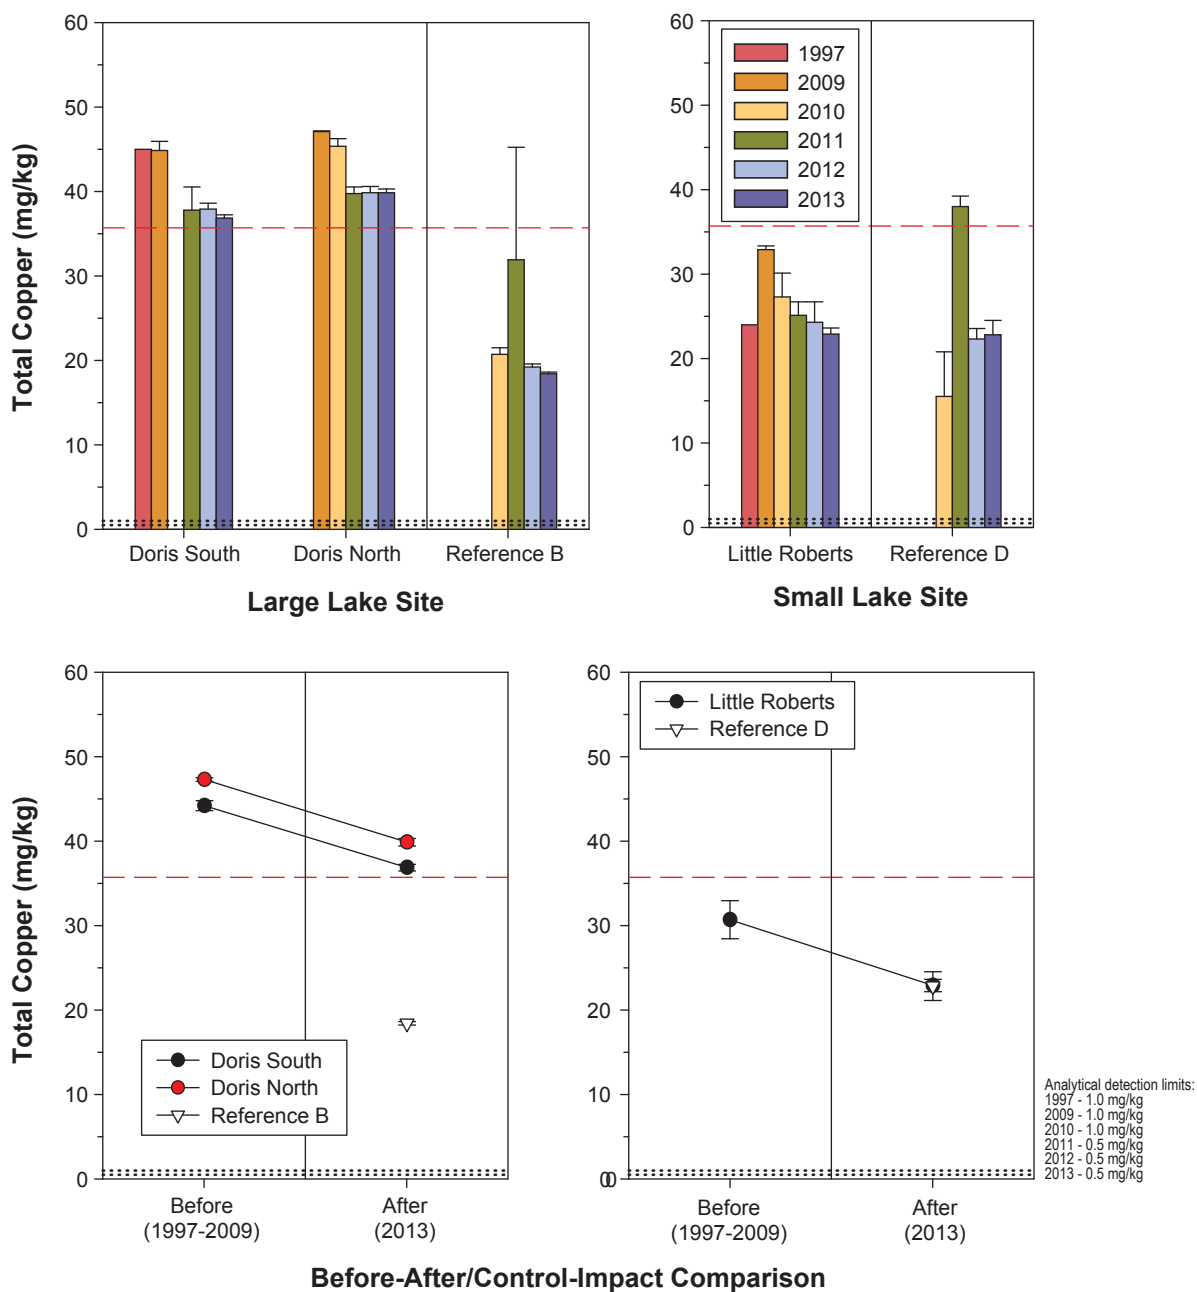 Total Copper (mg/kg)
60
50
40
30
20
10
0
Doris South
Doris North
Reference B
Large Lake Site
60
50
40
30
20
10
0
1997
2009
2010
2011
2012
2013
Little Roberts
Reference D
Small Lake Site
Total Copper (mg/kg)
60
50
40
30
20
10
0
Doris South
Doris North
Reference B
Before
(1997-2009)
After
(2013)
60
50
40
30
20
10
0
0
Little Roberts
Reference D
Before
(1997-2009)
After
(2013)
Analytical detection limits:
1997 - 1.0 mg/kg
2009 - 1.0 mg/kg
2010 - 1.0 mg/kg
2011 - 0.5 mg/kg
2012 - 0.5 mg/kg
2013 - 0.5 mg/kg
Before-After/Control-Impact Comparison